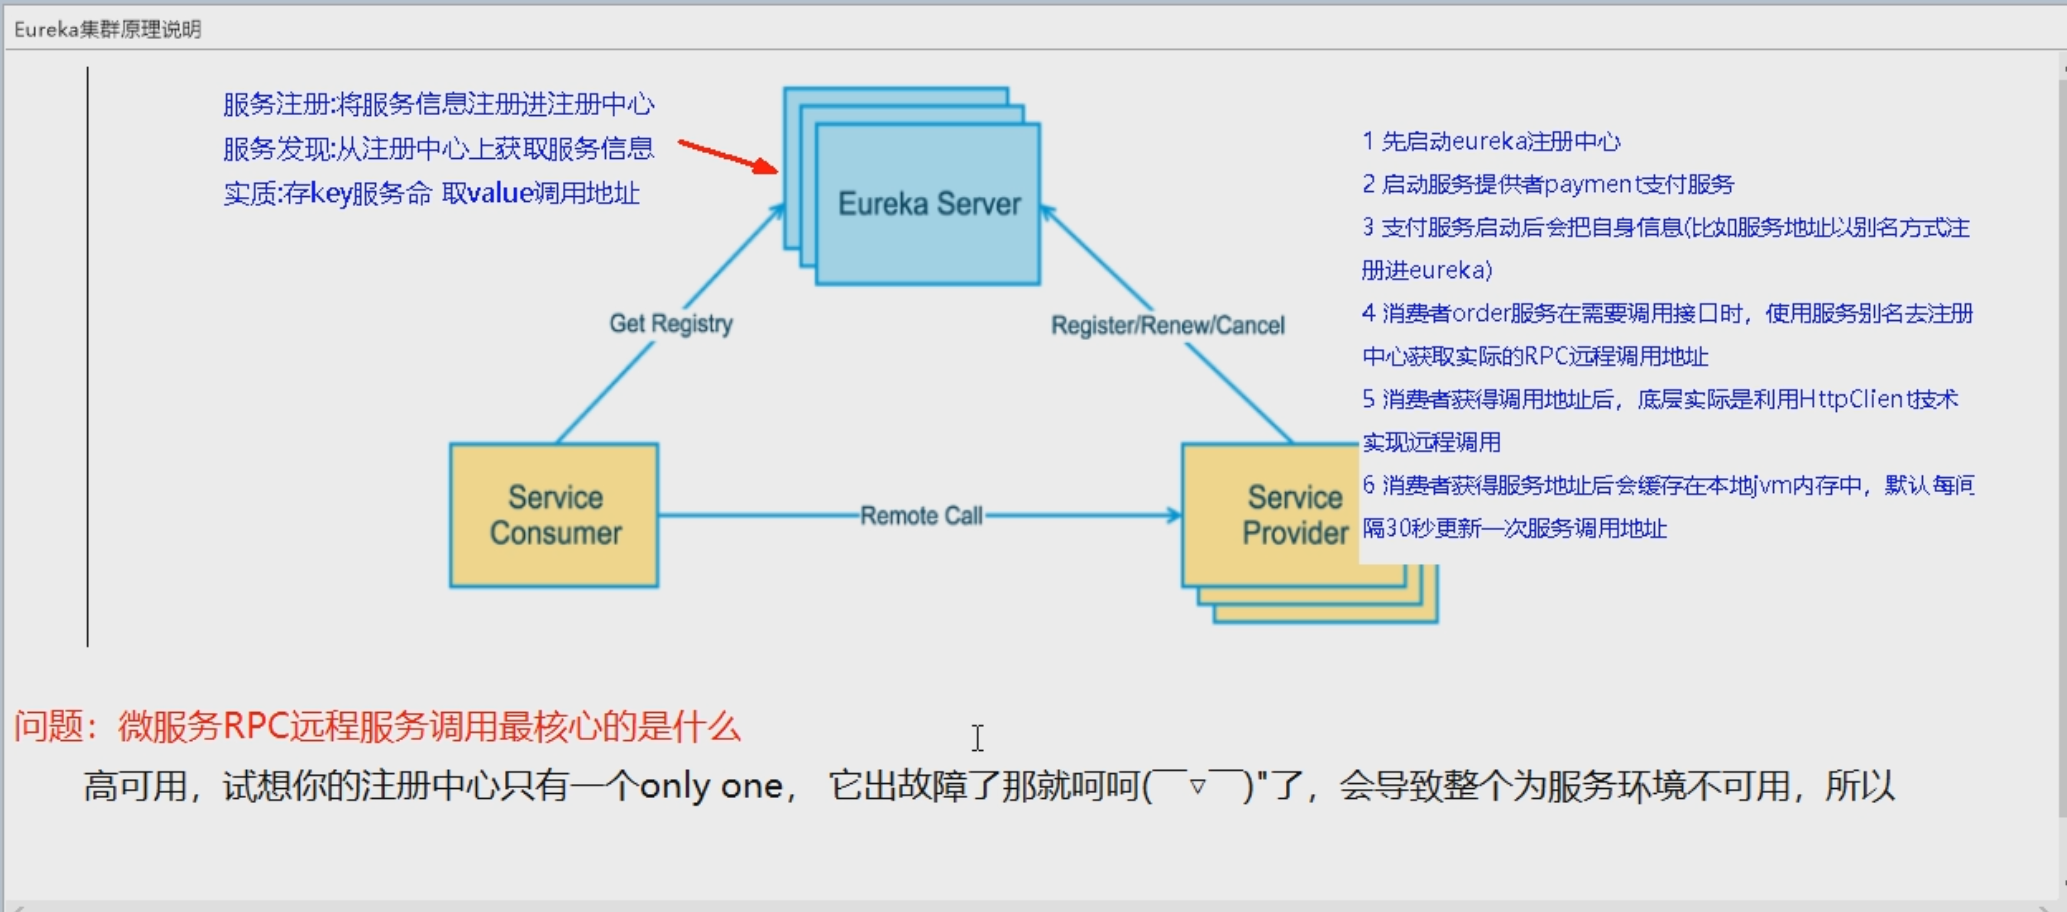 Eureka集群原理说明
服务注册:将服务信息注册进注册中心
服务发现:从注册中心上获取服务信息
实质:存key服务命 取value调用地址
Eureka Server
Get Registry
Register/Renew/Cancel
Service
Consumer
Remote Call
Service
Provider
1 先启动eureka注册中心
2 启动服务提供者payment支付服务
3 支付服务启动后会把自身信息(比如服务地址以别名方式注
册进eureka)
4 消费者order服务在需要调用接口时，使用服务别名去注册
中心获取实际的RPC远程调用地址
5 消费者获得调用地址后，底层实际是利用HttpClient技术
实现远程调用
6 消费者获得服务地址后会缓存在本地jvm内存中，默认每间
隔30秒更新一次服务调用地址
问题：微服务RPC远程服务调用最核心的是什么
高可用，试想你的注册中心只有一个only one， 它出故障了那就呵呵(￣▽￣)"了，会导致整个为服务环境不可用，所以